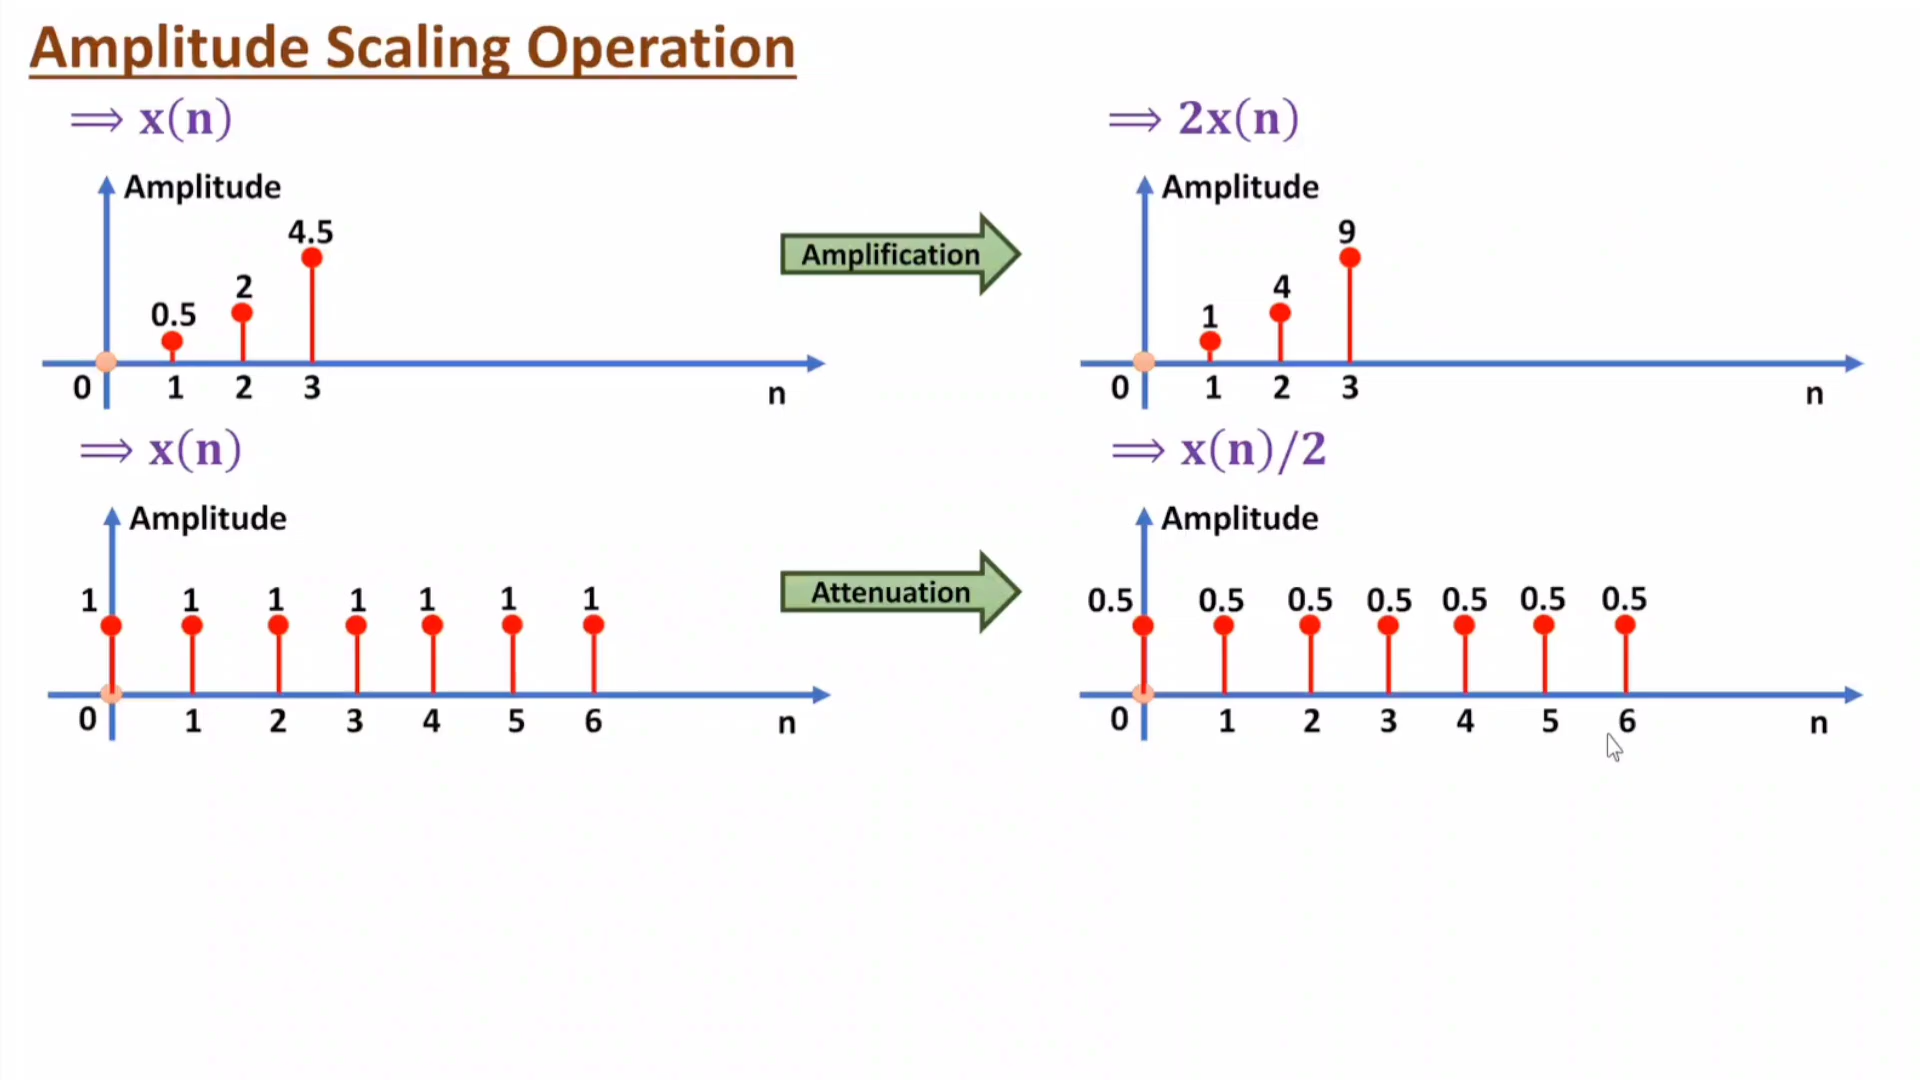 Amplitude Scaling Operation
⟹ x(n)
Amplitude
4.5
2
0.5
0 1 2 3
n
Amplification
⟹ 2x(n)
Amplitude
9
4
1
0 1 2 3
n
⟹ x(n)
Amplitude
1 1 1 1 1 1 1
0 1 2 3 4 5 6 n
Attenuation
⟹ x(n)/2
Amplitude
0.5 0.5 0.5 0.5 0.5 0.5 0.5
0 1 2 3 4 5 6 n